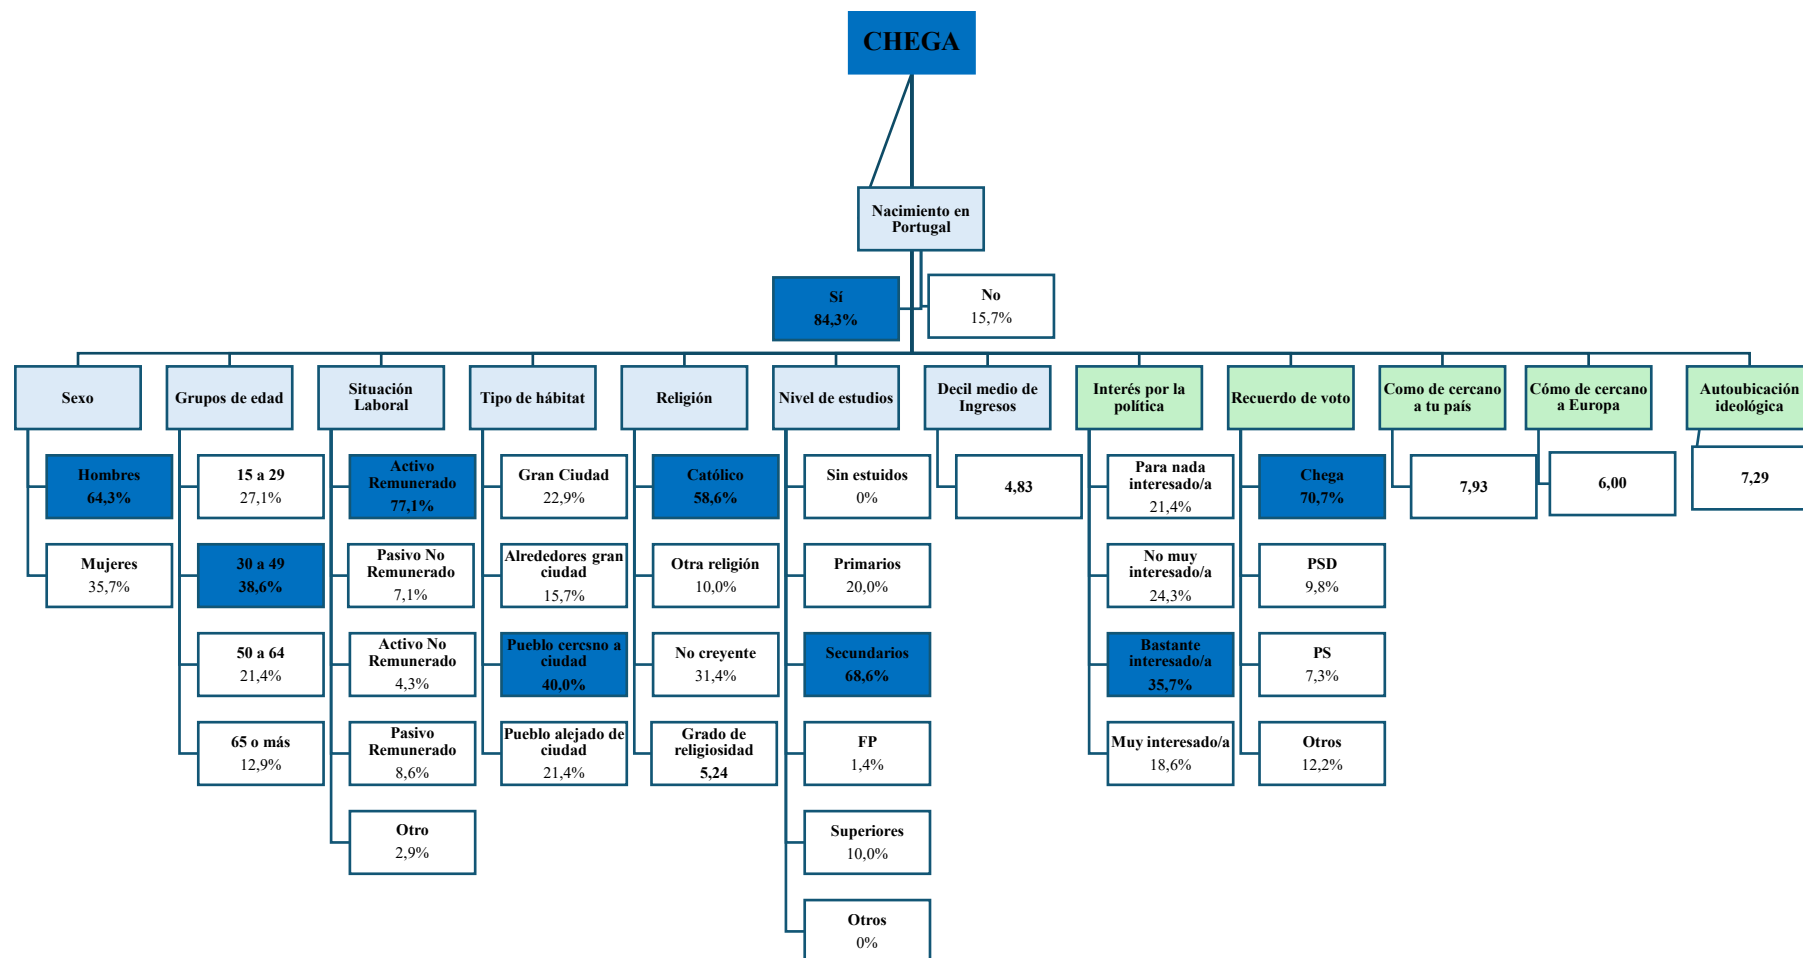 CHEGA
Nacimiento en
Portugal
Sí
84,3%
No
15,7%
Sexo
Hombres
64,3%
Mujeres
35,7%
Grupos de edad
15 a 29
27,1%
30 a 49
38,6%
50 a 64
21,4%
65 o más
12,9%
Situación
Laboral
Activo
Remunerado
77,1%
Pasivo No
Remunerado
7,1%
Activo No
Remunerado
4,3%
Pasivo
Remunerado
8,6%
Otro
2,9%
Tipo de hábitat
Gran Ciudad
22,9%
Alrededores gran
ciudad
15,7%
Pueblo cercsno a
ciudad
40,0%
Pueblo alejado de
ciudad
21,4%
Religión
Católico
58,6%
Otra religión
10,0%
No creyente
31,4%
Grado de
religiosidad
5,24
Nivel de estudios
Sin estuidos
0%
Primarios
20,0%
Secundarios
68,6%
FP
1,4%
Superiores
10,0%
Otros
0%
Decil medio de
Ingresos
4,83
Interés por la
política
Para nada
interesado/a
21,4%
No muy
interesado/a
24,3%
Bastante
interesado/a
35,7%
Muy interesado/a
18,6%
Recuerdo de voto
Chega
70,7%
PSD
9,8%
PS
7,3%
Otros
12,2%
Como de cercano
a tu país
7,93
Cómo de cercano
a Europa
6,00
Autoubicación
ideológica
7,29